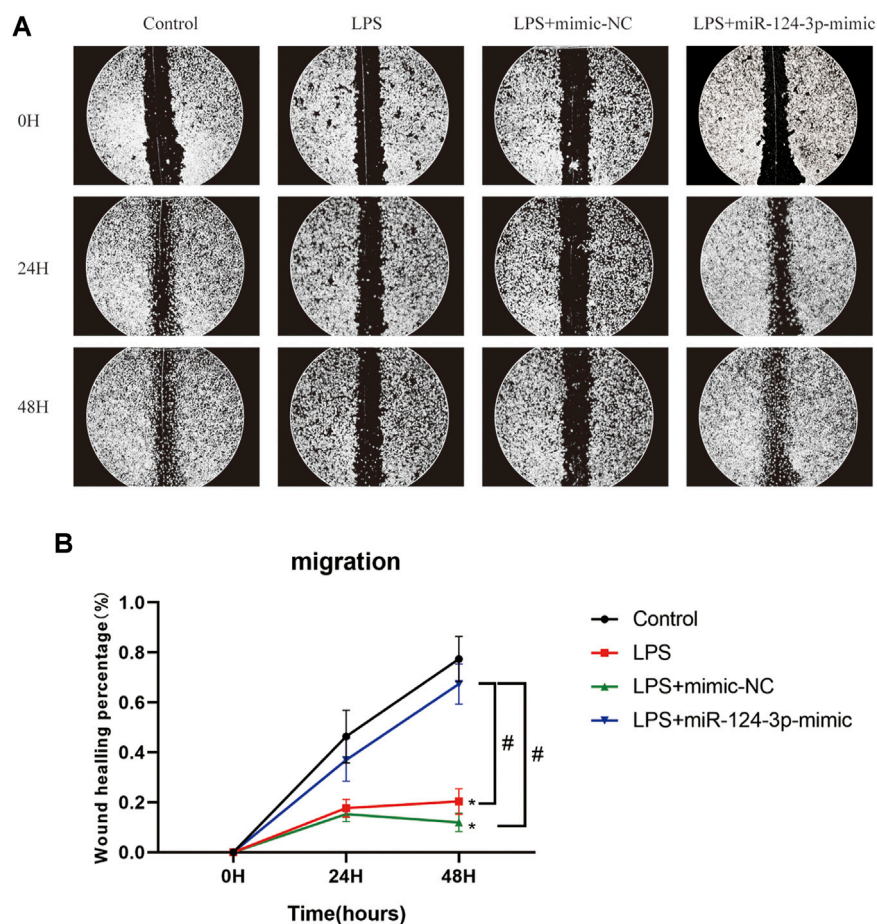 A
Control LPS LPS+mimic-NC LPS+miR-124-3p-mimic
0H
24H
48H
B
migration
Wound healling percentage(%)
1.0
0.8
0.6
0.4
0.2
0.0
0H 24H 48H
Time(hours)
Control
LPS
LPS+mimic-NC
LPS+miR-124-3p-mimic
# #
*
*